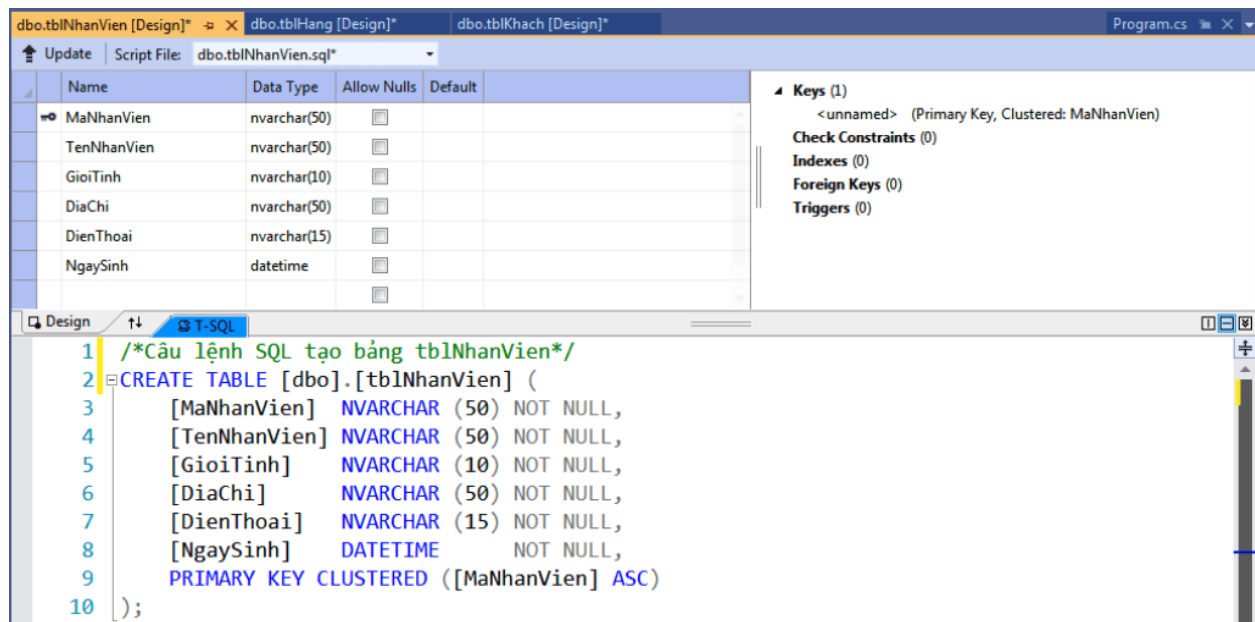 dbo.tblNhanVien [Design]* dbo.tblHang [Design]* dbo.tblKhach [Design]* Program.cs
Update Script File: dbo.tblNhanVien.sql*
Name Data Type Allow Nulls Default
MaNhanVien nvarchar(50)
TenNhanVien nvarchar(50)
GioiTinh nvarchar(10)
DiaChi nvarchar(50)
DienThoai nvarchar(15)
NgaySinh datetime
Keys (1)
<unnamed> (Primary Key, Clustered: MaNhanVien)
Check Constraints (0)
Indexes (0)
Foreign Keys (0)
Triggers (0)
Design T-SQL
1 /*Câu lệnh SQL tạo bảng tblNhanVien*/
2 CREATE TABLE [dbo].[tblNhanVien] (
3 [MaNhanVien] NVARCHAR (50) NOT NULL,
4 [TenNhanVien] NVARCHAR (50) NOT NULL,
5 [GioiTinh] NVARCHAR (10) NOT NULL,
6 [DiaChi] NVARCHAR (50) NOT NULL,
7 [DienThoai] NVARCHAR (15) NOT NULL,
8 [NgaySinh] DATETIME NOT NULL,
9 PRIMARY KEY CLUSTERED ([MaNhanVien] ASC)
10 );